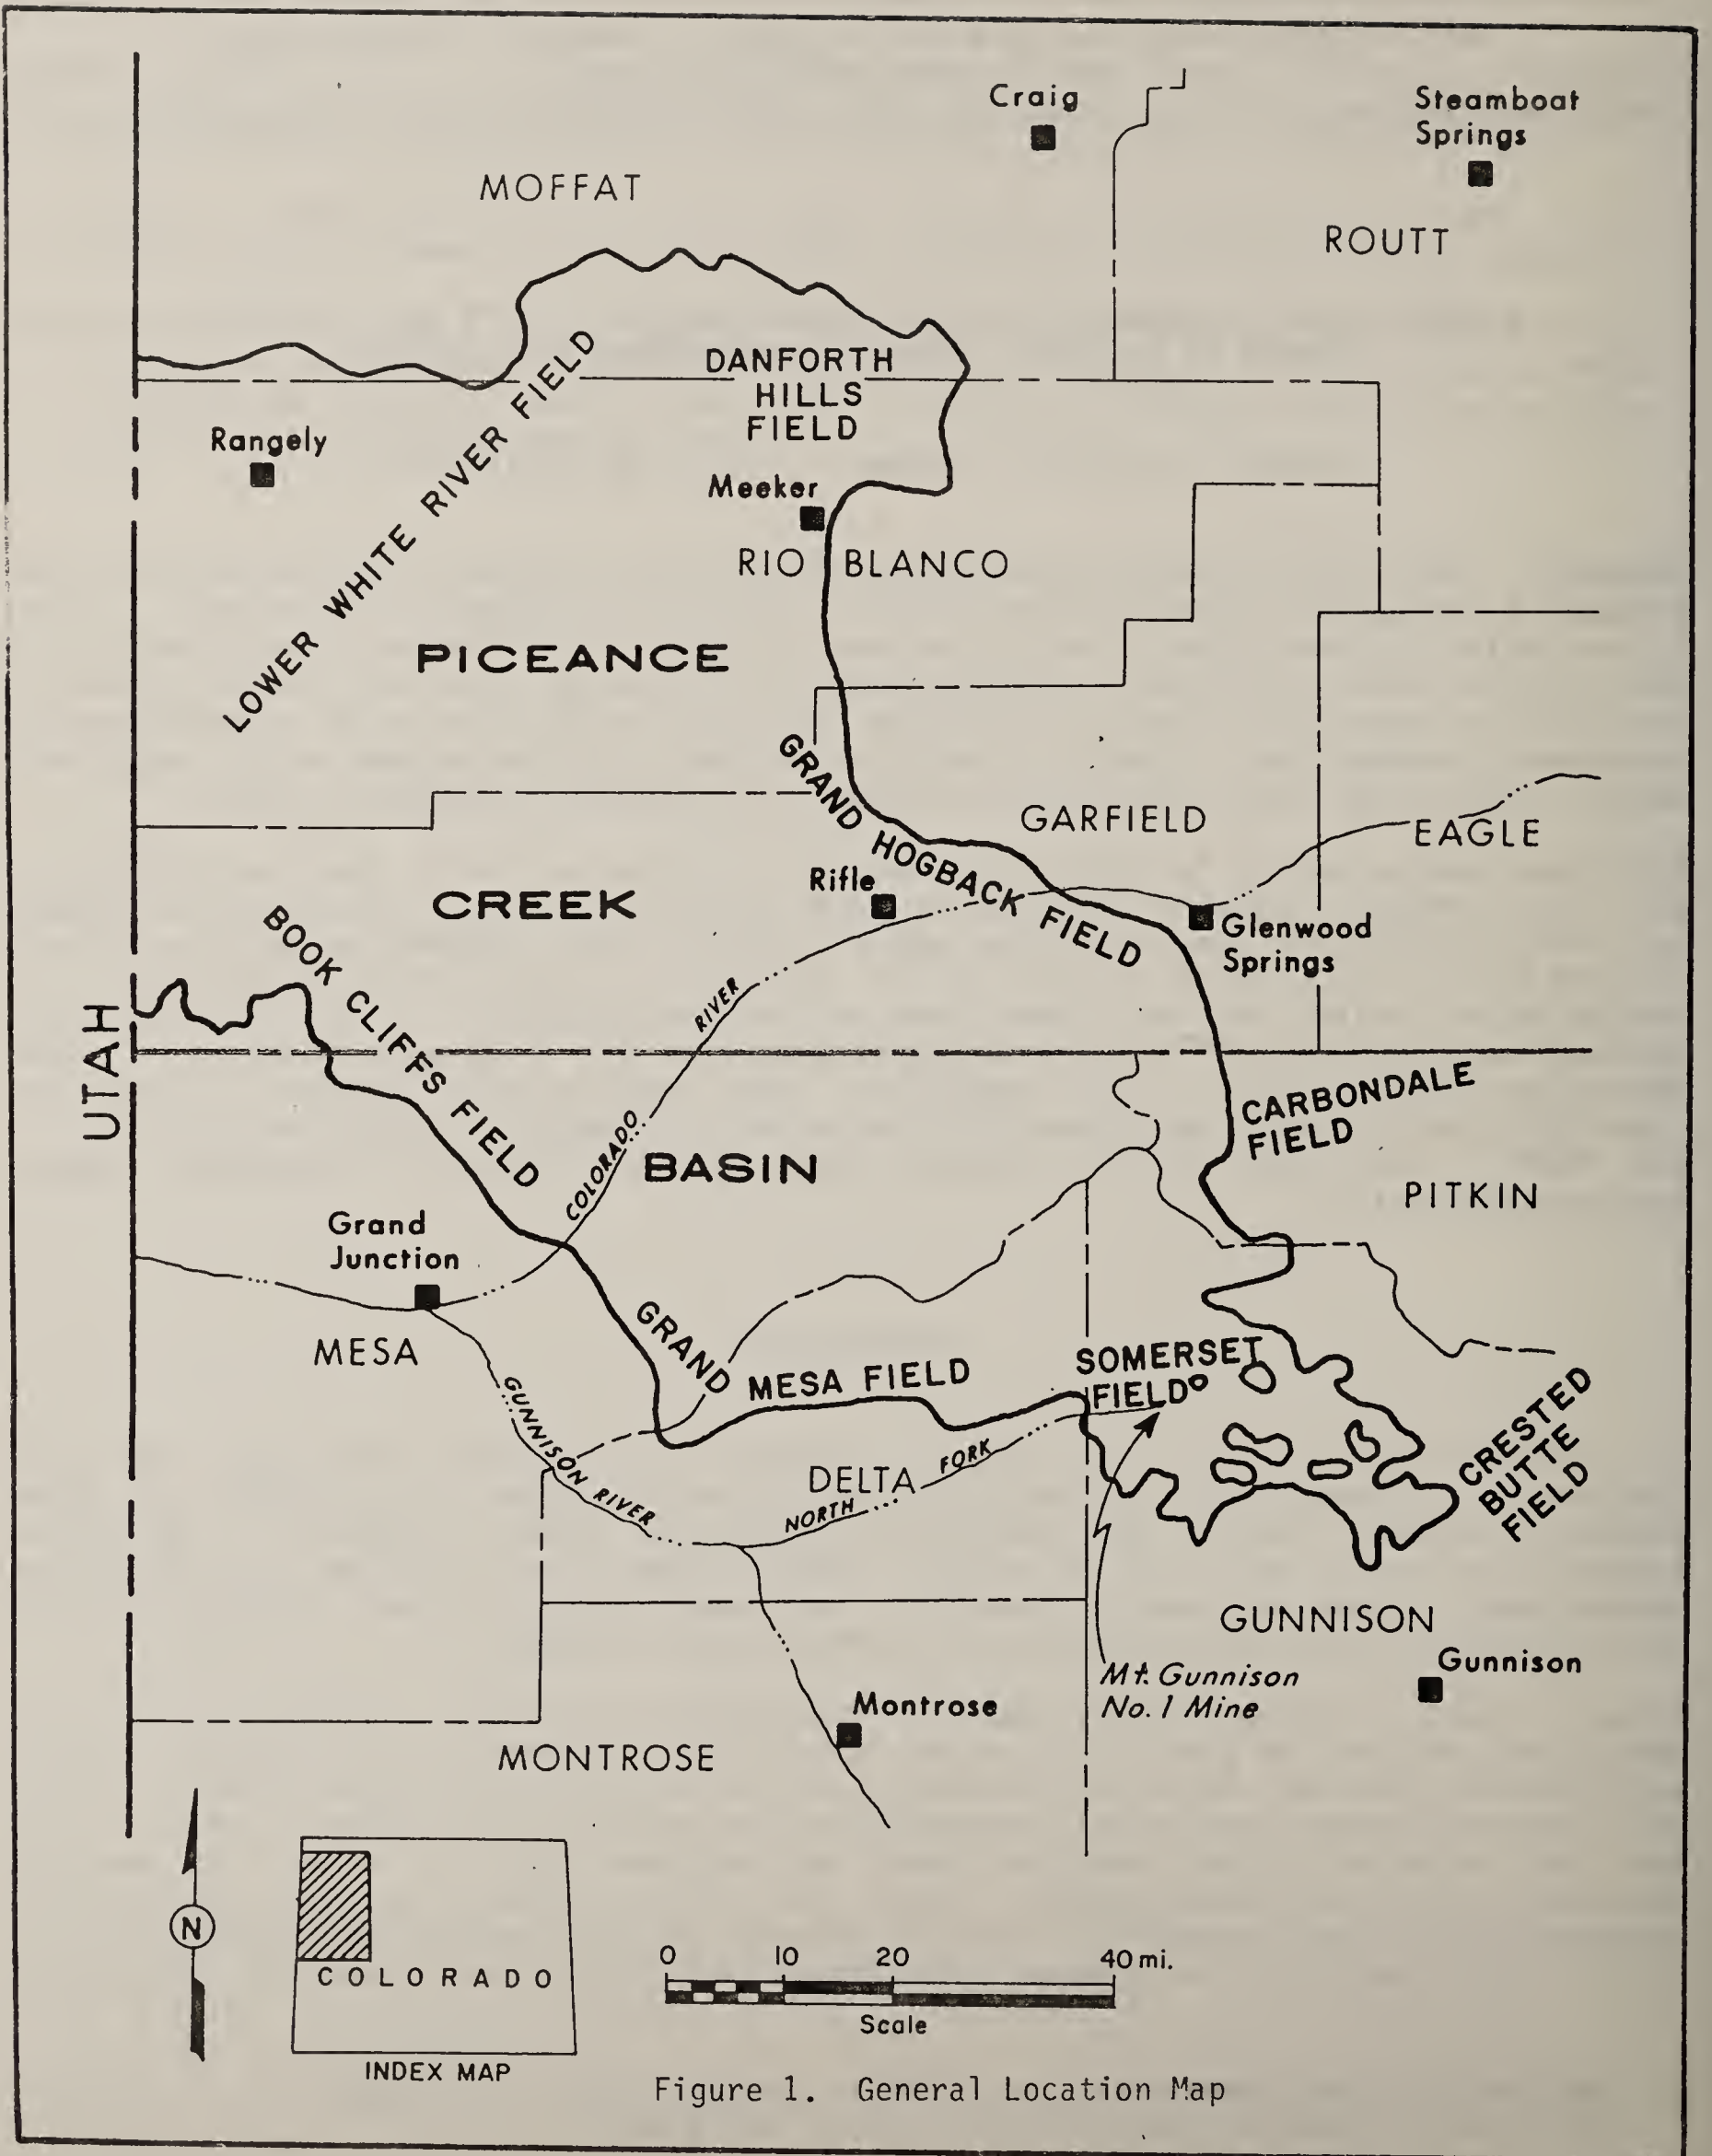 Craig
Steamboat
Springs
MOFFAT
ROUTT
DANFORTH
HILLS
FIELD
LOWER WHITE RIVER FIELD
Rangely
Meeker
RIO BLANCO
PICEANCE
GRAND HOGBACK FIELD
GARFIELD
EAGLE
Rifle
CREEK
BOOK CLIFFS FIELD
Glenwood
Springs
RIVER
UTAH
COLORADO
CARBONDALE
FIELD
BASIN
PITKIN
Grand
Junction
MESA
GRAND
MESA FIELD
SOMERSET
FIELD
CRESTED
BUTTE
FIELD
GUNNISON RIVER
DELTA
NORTH FORK
GUNNISON
Gunnison
Mt. Gunnison
No. 1 Mine
Montrose
MONTROSE
N
COLORADO
INDEX MAP
0 10 20 40 mi.
Scale
Figure 1. General Location Map